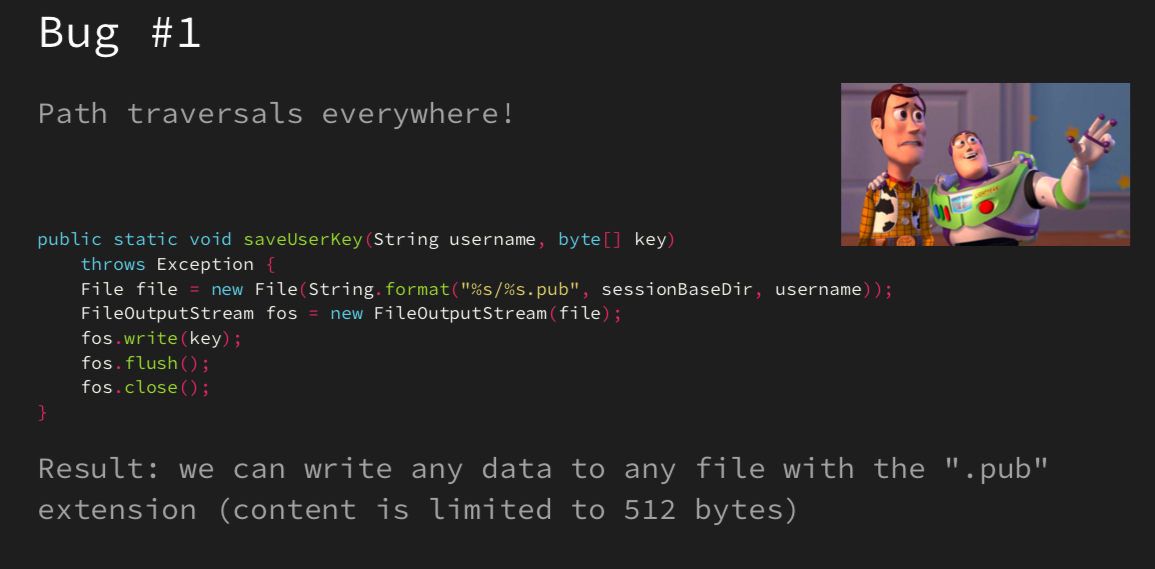 Bug #1
Path traversals everywhere!
public static void saveUserKey(String username, byte[] key)
    throws Exception {
    File file = new File(String.format("%s/%s.pub", sessionBaseDir, username));
    FileOutputStream fos = new FileOutputStream(file);
    fos.write(key);
    fos.flush();
    fos.close();
}
Result: we can write any data to any file with the ".pub"
extension (content is limited to 512 bytes)